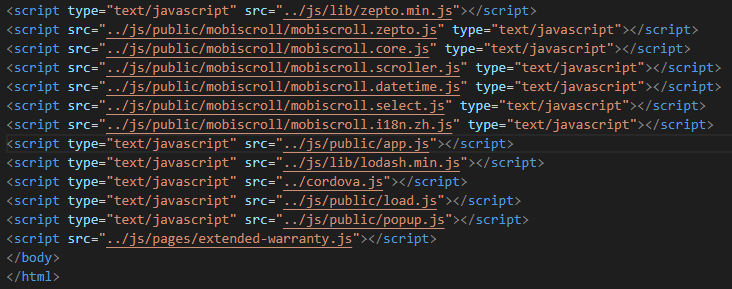 <script type="text/javascript" src="../js/lib/zepto.min.js"></script>
<script src="../js/public/mobiscroll/mobiscroll.zepto.js" type="text/javascript"></script>
<script src="../js/public/mobiscroll/mobiscroll.core.js" type="text/javascript"></script>
<script src="../js/public/mobiscroll/mobiscroll.scroller.js" type="text/javascript"></script>
<script src="../js/public/mobiscroll/mobiscroll.datetime.js" type="text/javascript"></script>
<script src="../js/public/mobiscroll/mobiscroll.select.js" type="text/javascript"></script>
<script src="../js/public/mobiscroll/mobiscroll.i18n.zh.js" type="text/javascript"></script>
<script type="text/javascript" src="../js/public/app.js"></script>
<script type="text/javascript" src="../js/lib/lodash.min.js"></script>
<script type="text/javascript" src="../cordova.js"></script>
<script type="text/javascript" src="../js/public/load.js"></script>
<script type="text/javascript" src="../js/public/popup.js"></script>
<script src="../js/pages/extended-warranty.js"></script>
</body>
</html>